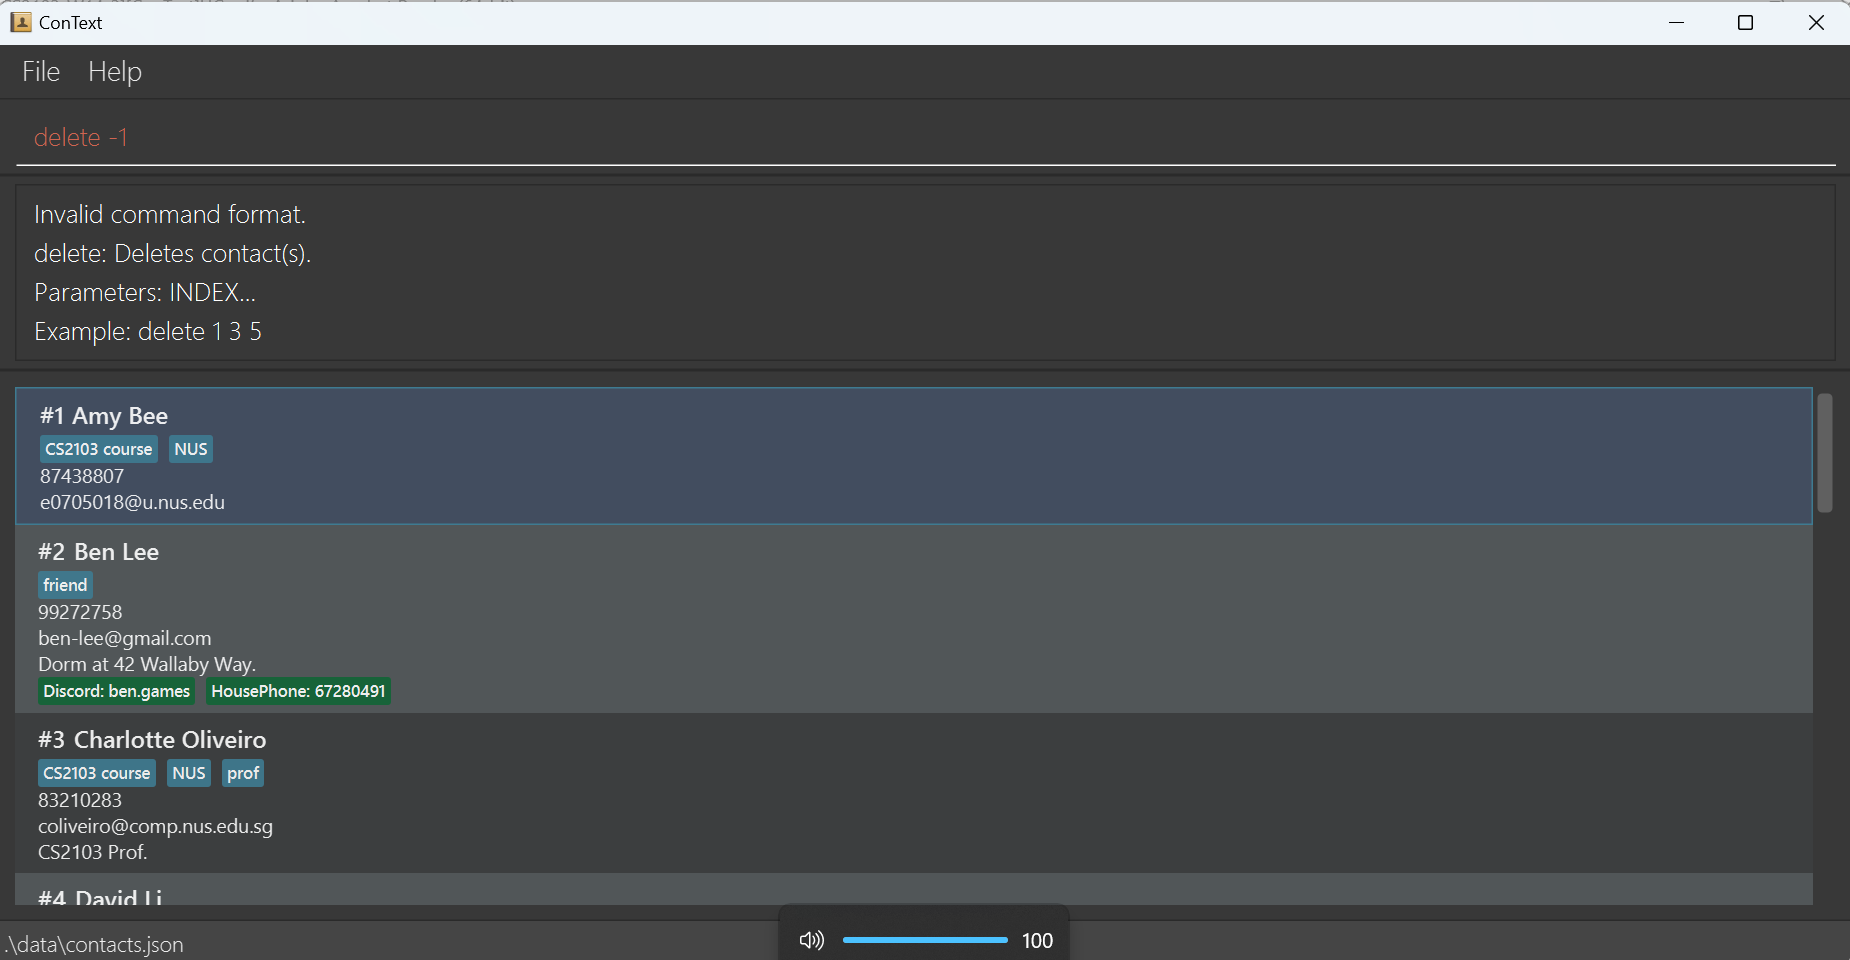 ConText
File Help
delete -1
Invalid command format.
delete: Deletes contact(s).
Parameters: INDEX...
Example: delete 1 3 5
#1 Amy Bee
CS2103 course NUS
87438807
e0705018@u.nus.edu
#2 Ben Lee
friend
99272758
ben-lee@gmail.com
Dorm at 42 Wallaby Way.
Discord: ben.games HousePhone: 67280491
#3 Charlotte Oliveiro
CS2103 course NUS prof
83210283
coliveiro@comp.nus.edu.sg
CS2103 Prof.
#4 David Li
.\data\contacts.json
100